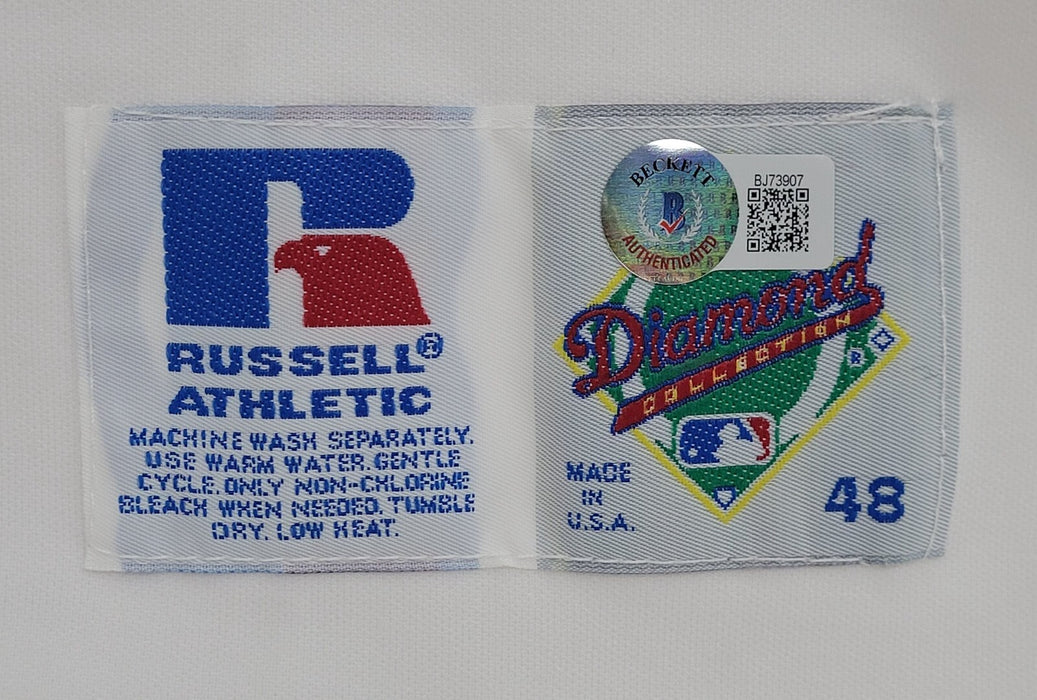 RUSSELL®
ATHLETIC
MACHINE WASH SEPARATELY.
USE WARM WATER. GENTLE
CYCLE. ONLY NON-CHLORINE
BLEACH WHEN NEEDED. TUMBLE
DRY. LOW HEAT.
BECKETT
B
AUTHENTICATED
BJ73907
Diamond
COLLECTION
R
MADE
IN
U.S.A.
48